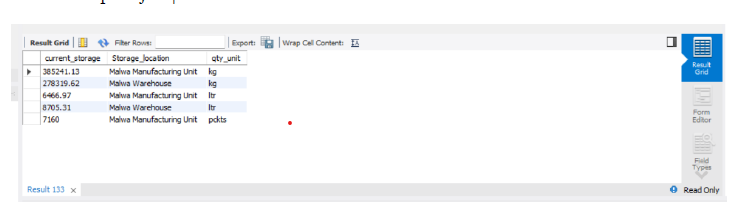 Result Grid Filter Rows: Export: Wrap Cell Content: IA
current_storage Storage_location qty_unit
385241.13 Malwa Manufacturing Unit kg
278319.62 Malwa Warehouse kg
6466.97 Malwa Manufacturing Unit ltr
8705.31 Malwa Warehouse ltr
7160 Malwa Manufacturing Unit pckts
Result
Grid
Form
Editor
Field
Types
Result 133 x Read Only